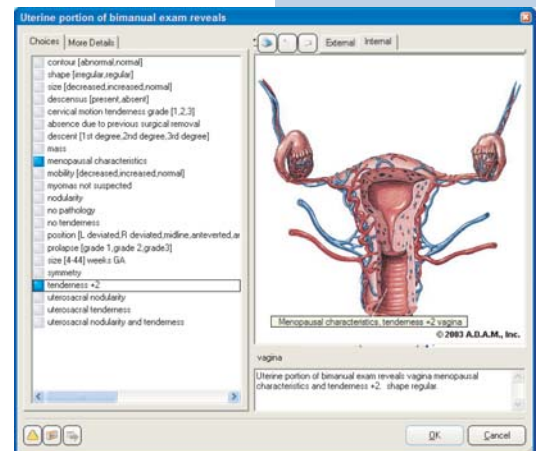 Uterine portion of bimanual exam reveals
Choices
More Details
External
Internal
contour [abnormal,normal]
shape [irregular,regular]
size [decreased,increased,normal]
descensus [present,absent]
cervical motion tenderness grade [1,2,3]
absence due to previous surgical removal
descent [1st degree,2nd degree,3rd degree]
mass
menopausal characteristics
mobility [decreased,increased,normal]
myomas not suspected
nodularity
no pathology
no tenderness
position [L deviated,R deviated,midline,anteverted,ar
prolapse [grade 1,grade 2,grade3]
size [4-44] weeks GA
symmetry
tenderness +2
uterosacral nodularity
uterosacral tenderness
uterosacral nodularity and tenderness
Menopausal characteristics, tenderness +2 vagina
© 2003 A.D.A.M., Inc.
vagina
Uterine portion of bimanual exam reveals vagina menopausal
characteristics and tenderness +2. shape regular.
OK
Cancel